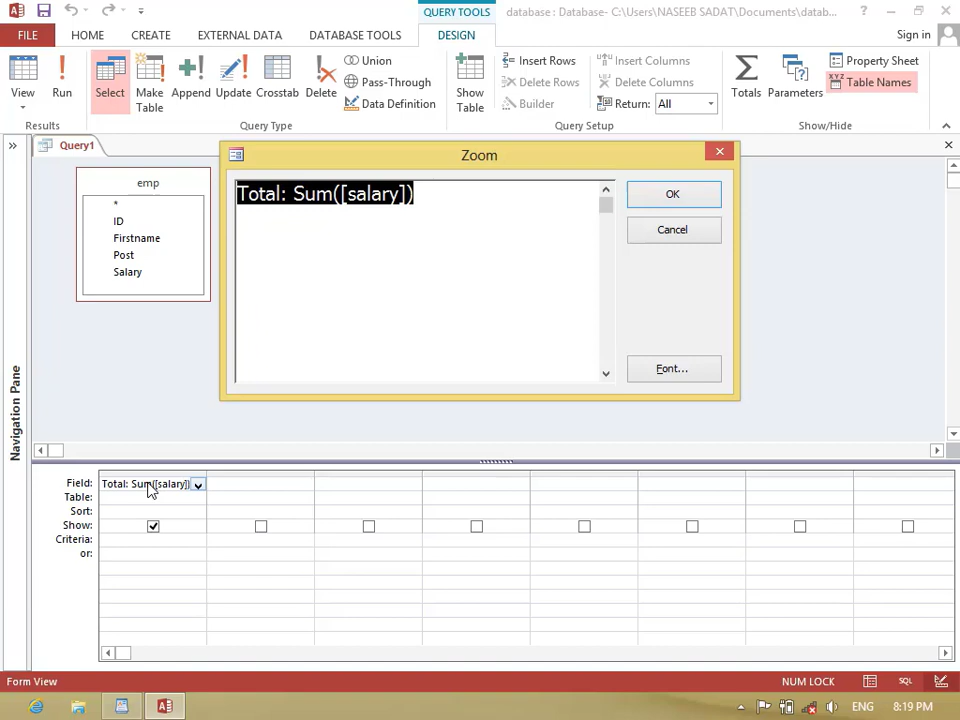 QUERY TOOLS
database : Database- C:\Users\NASEEB SADAT\Documents\datab...
?
FILE
HOME
CREATE
EXTERNAL DATA
DATABASE TOOLS
DESIGN
Sign in
View
Run
Results
Select
Make Table
Append
Update
Crosstab
Delete
Union
Pass-Through
Data Definition
Query Type
Show Table
Insert Rows
Delete Rows
Builder
Insert Columns
Delete Columns
Return: All
Query Setup
Totals
Parameters
Property Sheet
Table Names
Show/Hide
Query1
emp
*
ID
Firstname
Post
Salary
Zoom
Total: Sum([salary])
OK
Cancel
Font...
Navigation Pane
Field: Total: Sum([salary])
Table:
Sort:
Show:
Criteria:
or:
Form View
NUM LOCK
SQL
ENG
8:19 PM